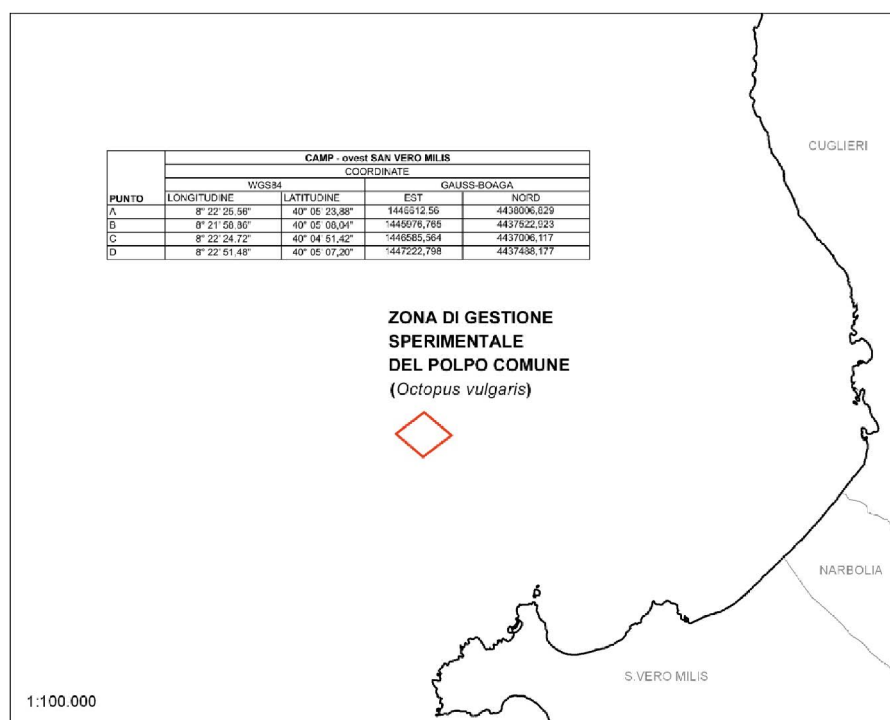 CUGLIERI
CAMP - ovest SAN VERO MILIS
COORDINATE
WGS84 GAUSS-BOAGA
PUNTO LONGITUDINE LATITUDINE EST NORD
A 8° 22' 25,56" 40° 05' 23,88" 1446612,56 4438006,829
B 8° 21' 58,86" 40° 05' 08,04" 1445976,765 4437522,923
C 8° 22' 24,72" 40° 04' 51,42" 1446585,564 4437006,117
D 8° 22' 51,48" 40° 05' 07,20" 1447222,798 4437488,177
ZONA DI GESTIONE
SPERIMENTALE
DEL POLPO COMUNE
(Octopus vulgaris)
NARBOLIA
S.VERO MILIS
1:100.000